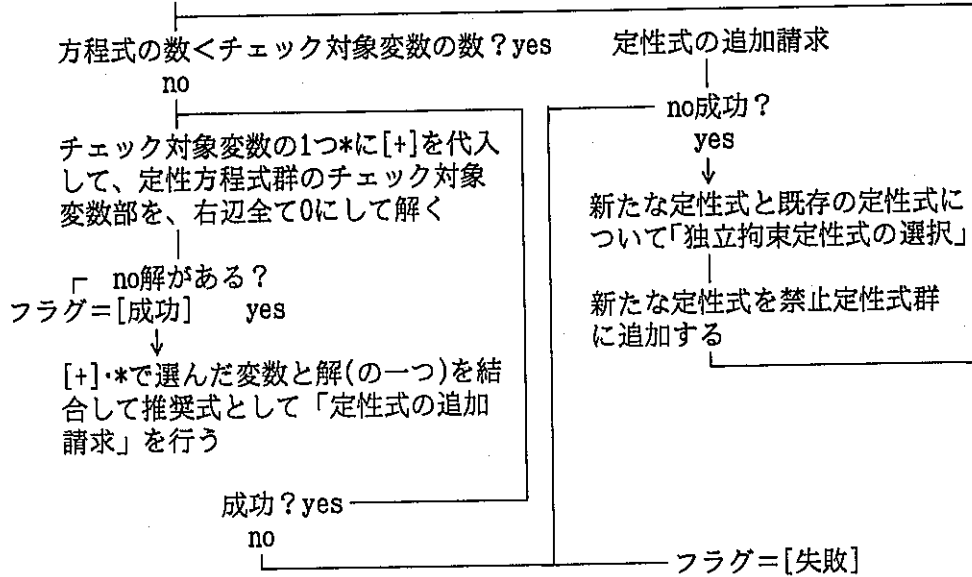 方程式の数<チェック対象変数の数?yes
no
チェック対象変数の1つ*に[+]を代入
して、定性方程式群のチェック対象
変数部を、右辺全て0にして解く
no解がある?
フラグ=[成功] yes
[+]・*で選んだ変数と解(の一つ)を結
合して推奨式として「定性式の追加
請求」を行う
成功?yes
no
定性式の追加請求
no成功?
yes
新たな定性式と既存の定性式に
ついて「独立拘束定性式の選択」
新たな定性式を禁止定性式群
に追加する
フラグ=[失敗]